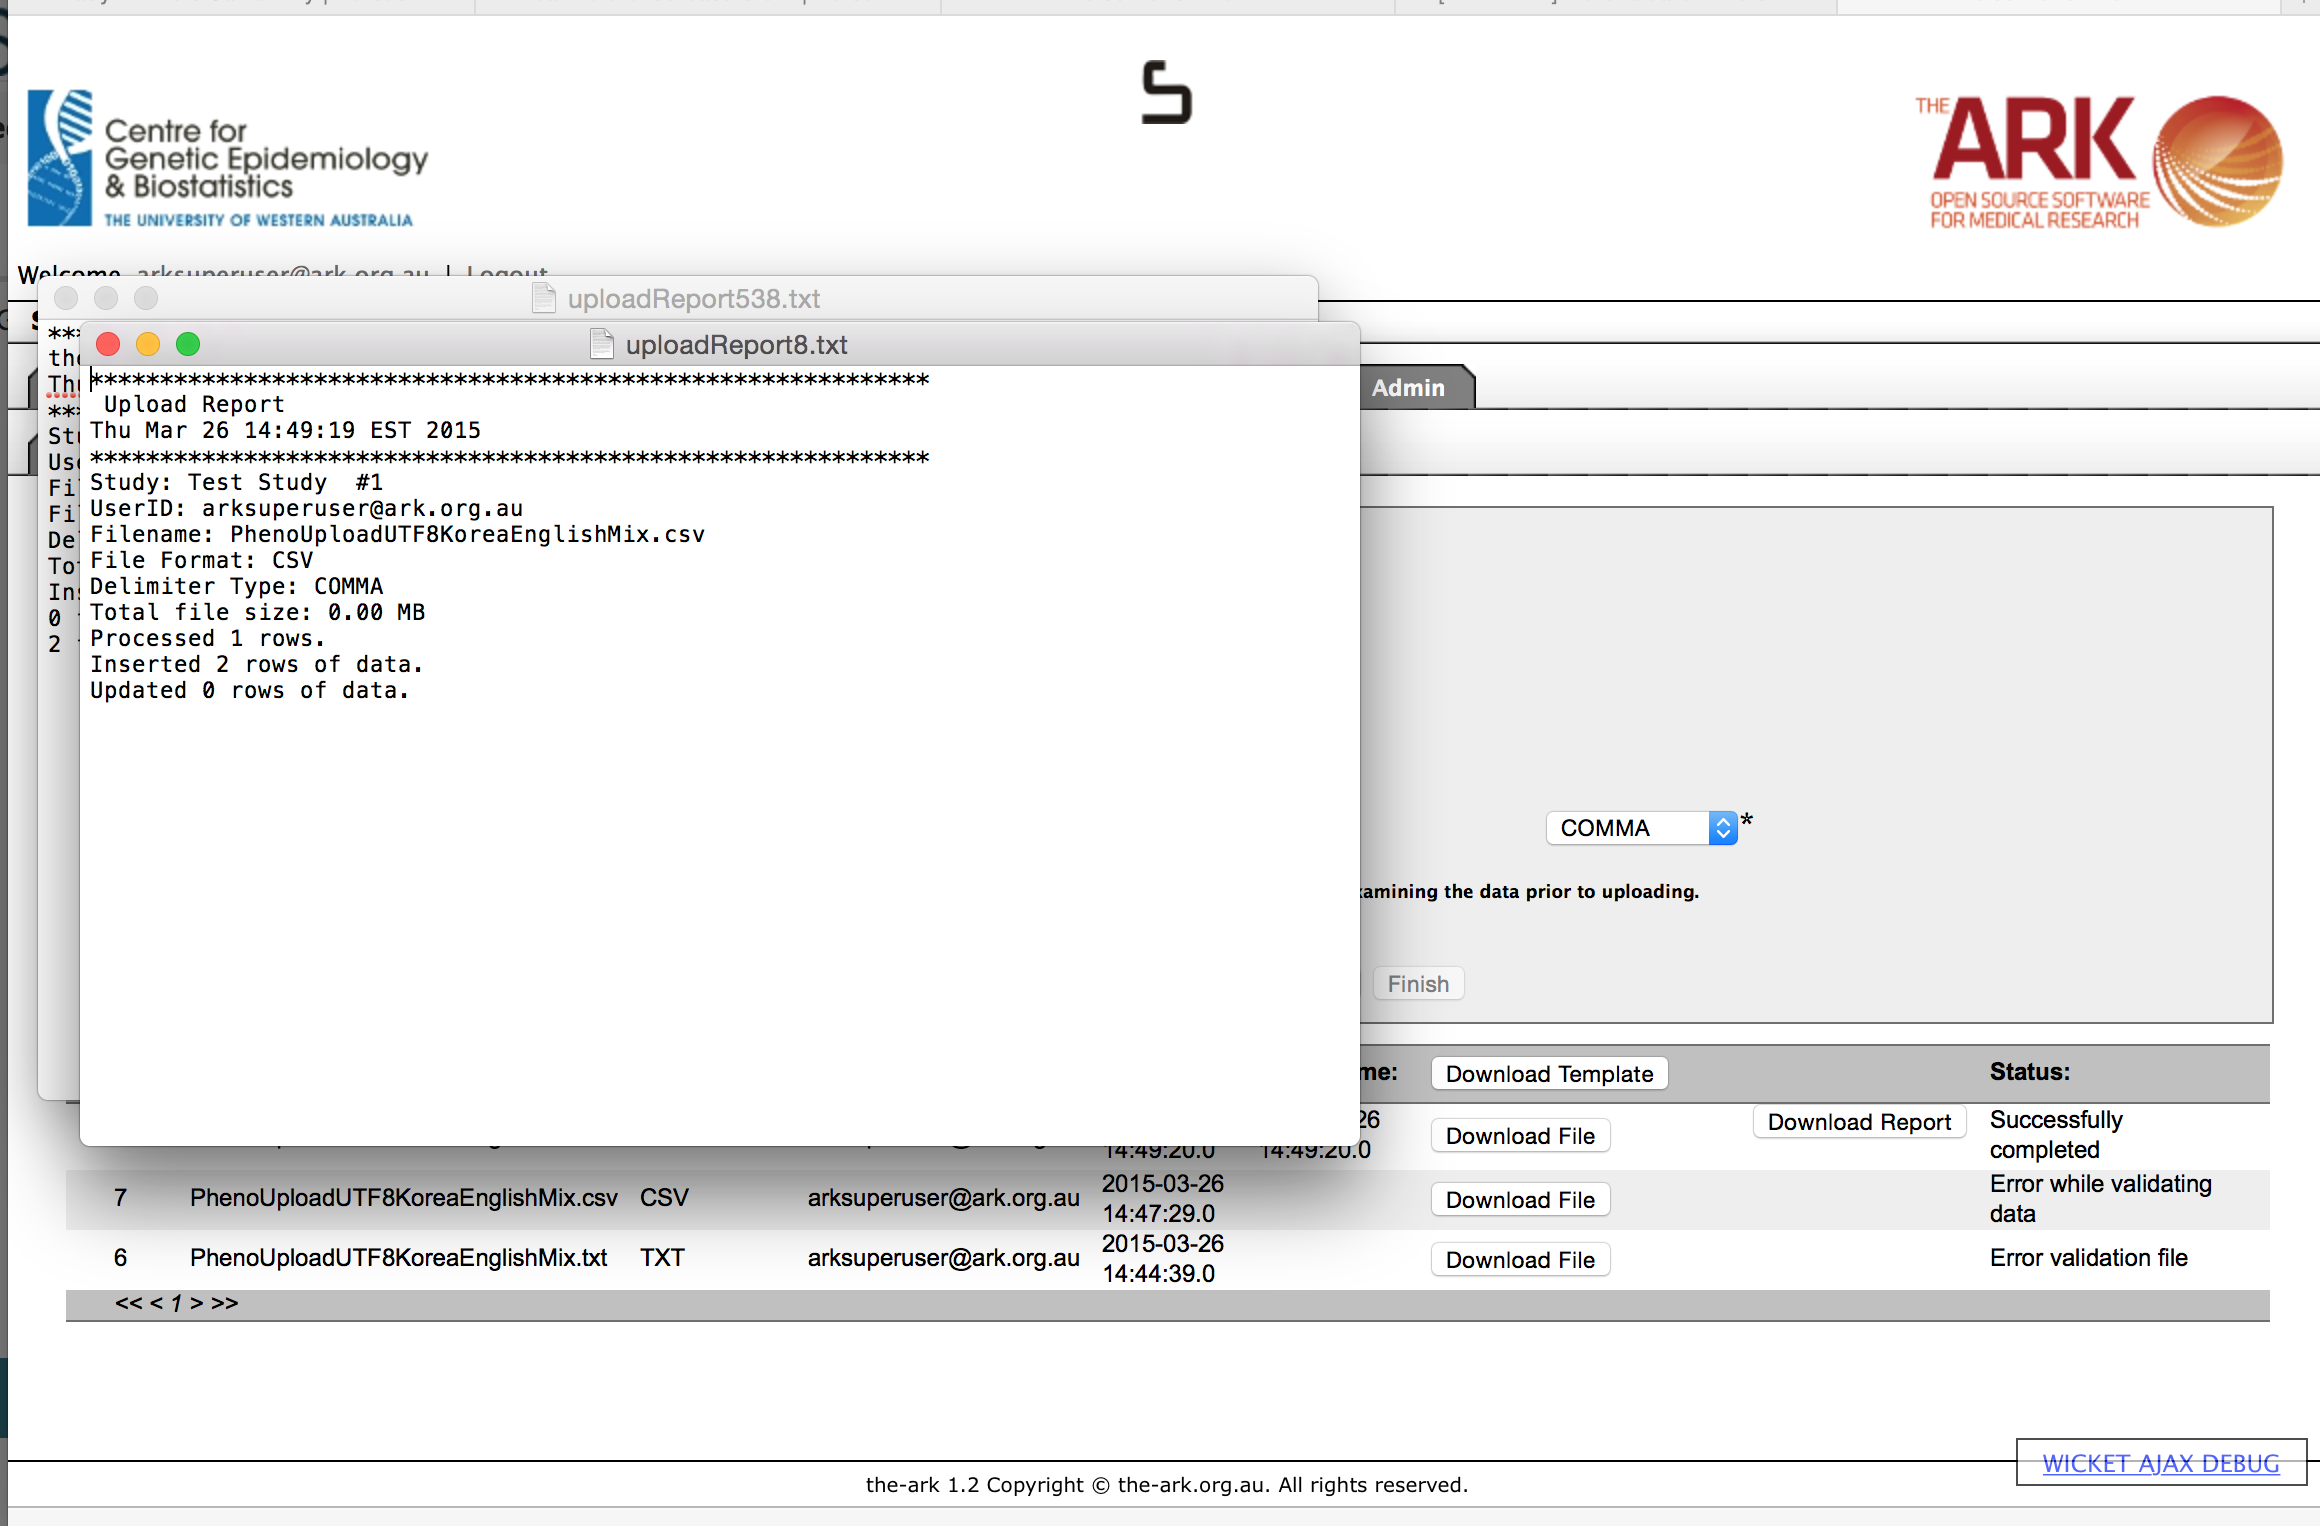 Centre for
Genetic Epidemiology
& Biostatistics
THE UNIVERSITY OF WESTERN AUSTRALIA
THE
ARK
OPEN SOURCE SOFTWARE
FOR MEDICAL RESEARCH
Welcome arksuperuser@ark.org.au | Logout
uploadReport538.txt
uploadReport8.txt
************************************************************
Upload Report
Thu Mar 26 14:49:19 EST 2015
************************************************************
Study: Test Study  #1
UserID: arksuperuser@ark.org.au
Filename: PhenoUploadUTF8KoreaEnglishMix.csv
File Format: CSV
Delimiter Type: COMMA
Total file size: 0.00 MB
Processed 1 rows.
Inserted 2 rows of data.
Updated 0 rows of data.
Admin
COMMA *
examining the data prior to uploading.
Finish
Download Template Status:
14:49:20.0 14:49:20.0 Download File Download Report Successfully completed
7 PhenoUploadUTF8KoreaEnglishMix.csv CSV arksuperuser@ark.org.au 2015-03-26 14:47:29.0 Download File Error while validating data
6 PhenoUploadUTF8KoreaEnglishMix.txt TXT arksuperuser@ark.org.au 2015-03-26 14:44:39.0 Download File Error validation file
<< < 1 > >>
WICKET AJAX DEBUG
the-ark 1.2 Copyright © the-ark.org.au. All rights reserved.